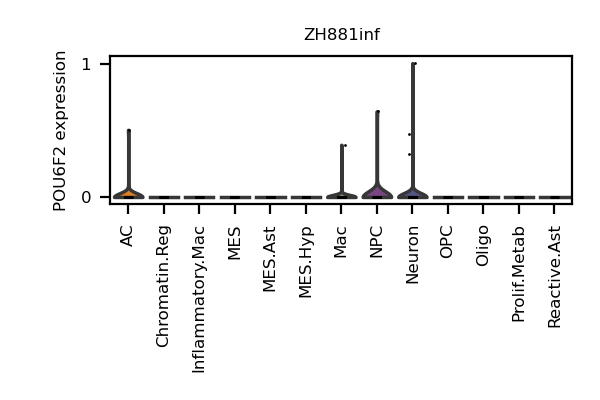 ZH881inf
POU6F2 expression
1
0
AC
Chromatin.Reg
Inflammatory.Mac
MES
MES.Ast
MES.Hyp
Mac
NPC
Neuron
OPC
Oligo
Prolif.Metab
Reactive.Ast